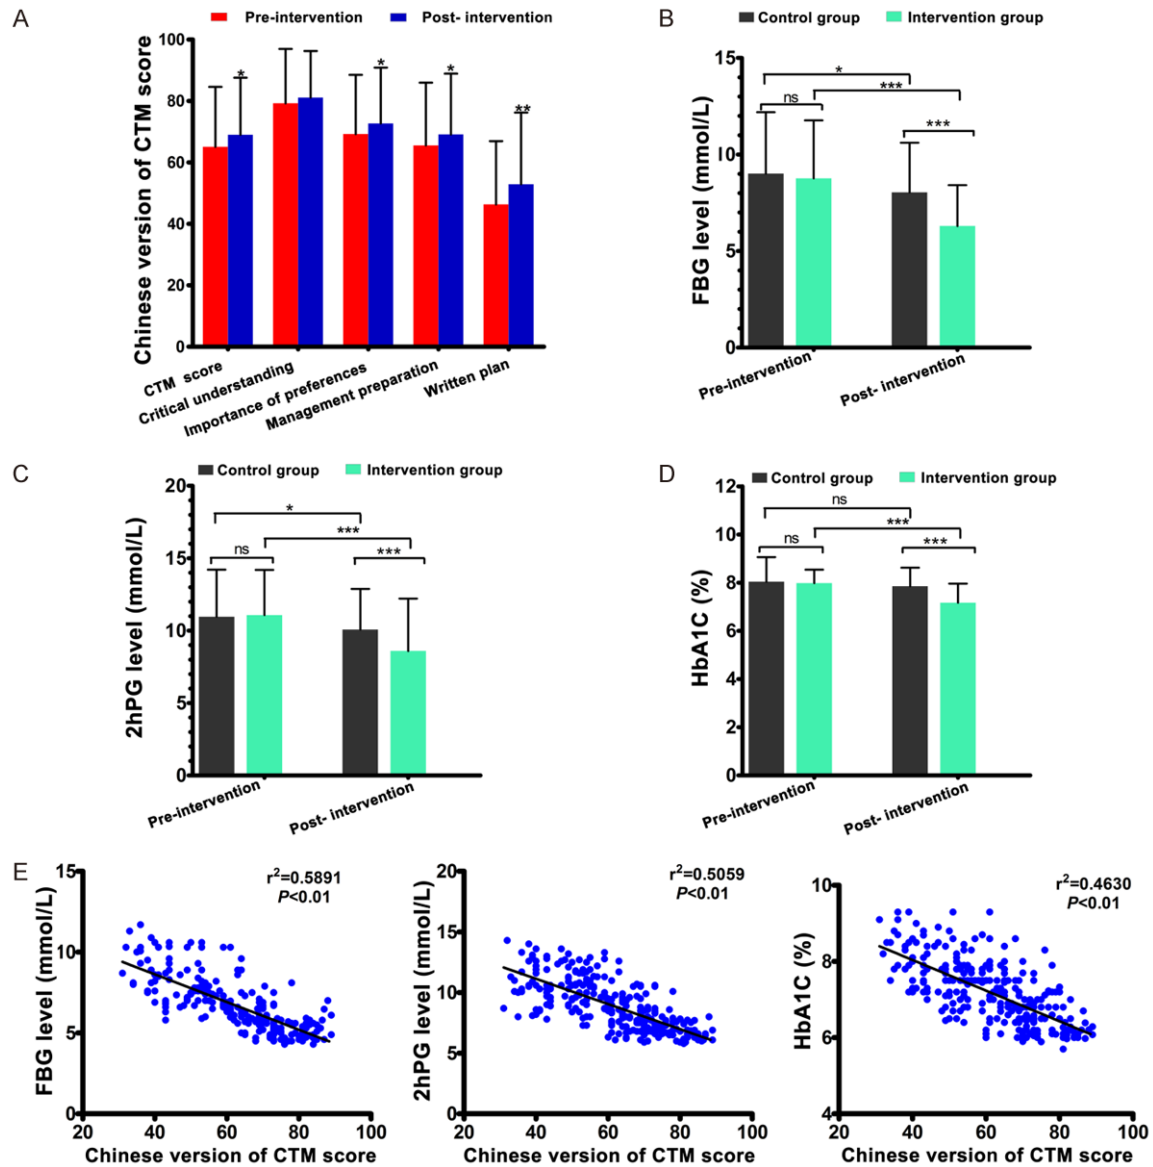 A
Pre-intervention Post- intervention
Chinese version of CTM score
100
80
60
40
20
0
* * * **
CTM score
Critical understanding
Importance of preferences
Management preparation
Written plan
B
Control group Intervention group
FBG level (mmol/L)
15
10
5
0
*
***
ns
***
Pre-intervention
Post- intervention
C
Control group Intervention group
2hPG level (mmol/L)
20
15
10
5
0
*
***
ns
***
Pre-intervention
Post- intervention
D
Control group Intervention group
HbA1C (%)
12
10
8
6
4
2
0
ns
***
ns
***
Pre-intervention
Post- intervention
E
FBG level (mmol/L)
15
10
5
0
r²=0.5891
P<0.01
20 40 60 80 100
Chinese version of CTM score
2hPG level (mmol/L)
20
15
10
5
0
r²=0.5059
P<0.01
20 40 60 80 100
Chinese version of CTM score
HbA1C (%)
10
8
6
4
r²=0.4630
P<0.01
20 40 60 80 100
Chinese version of CTM score